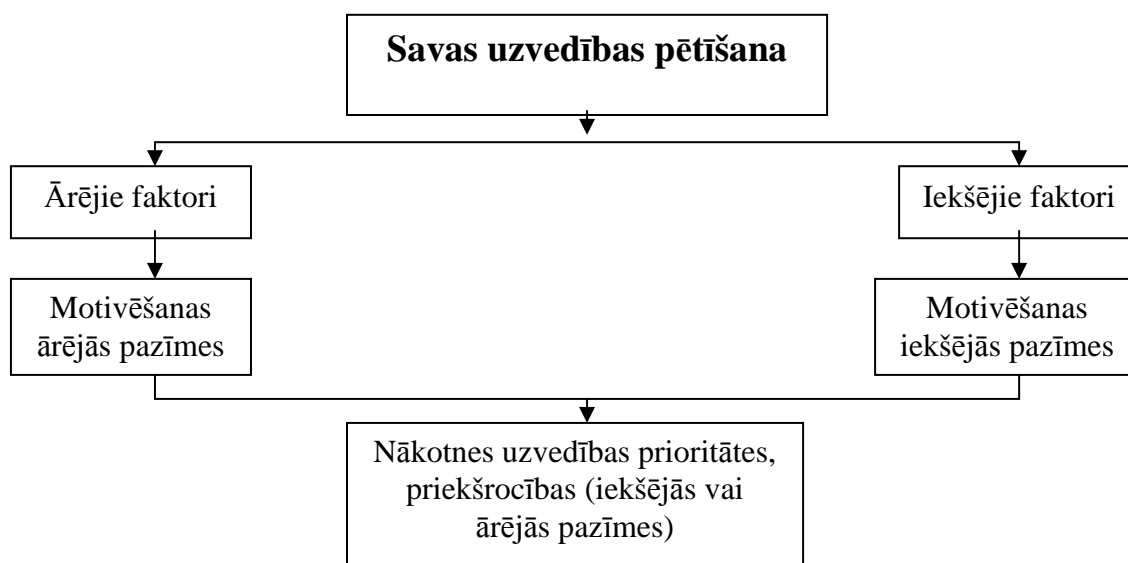 Savas uzvedības pētīšana
Ārējie faktori
Iekšējie faktori
Motivēšanas
ārējās pazīmes
Motivēšanas
iekšējās pazīmes
Nākotnes uzvedības prioritātes,
priekšrocības (iekšējās vai
ārējās pazīmes)